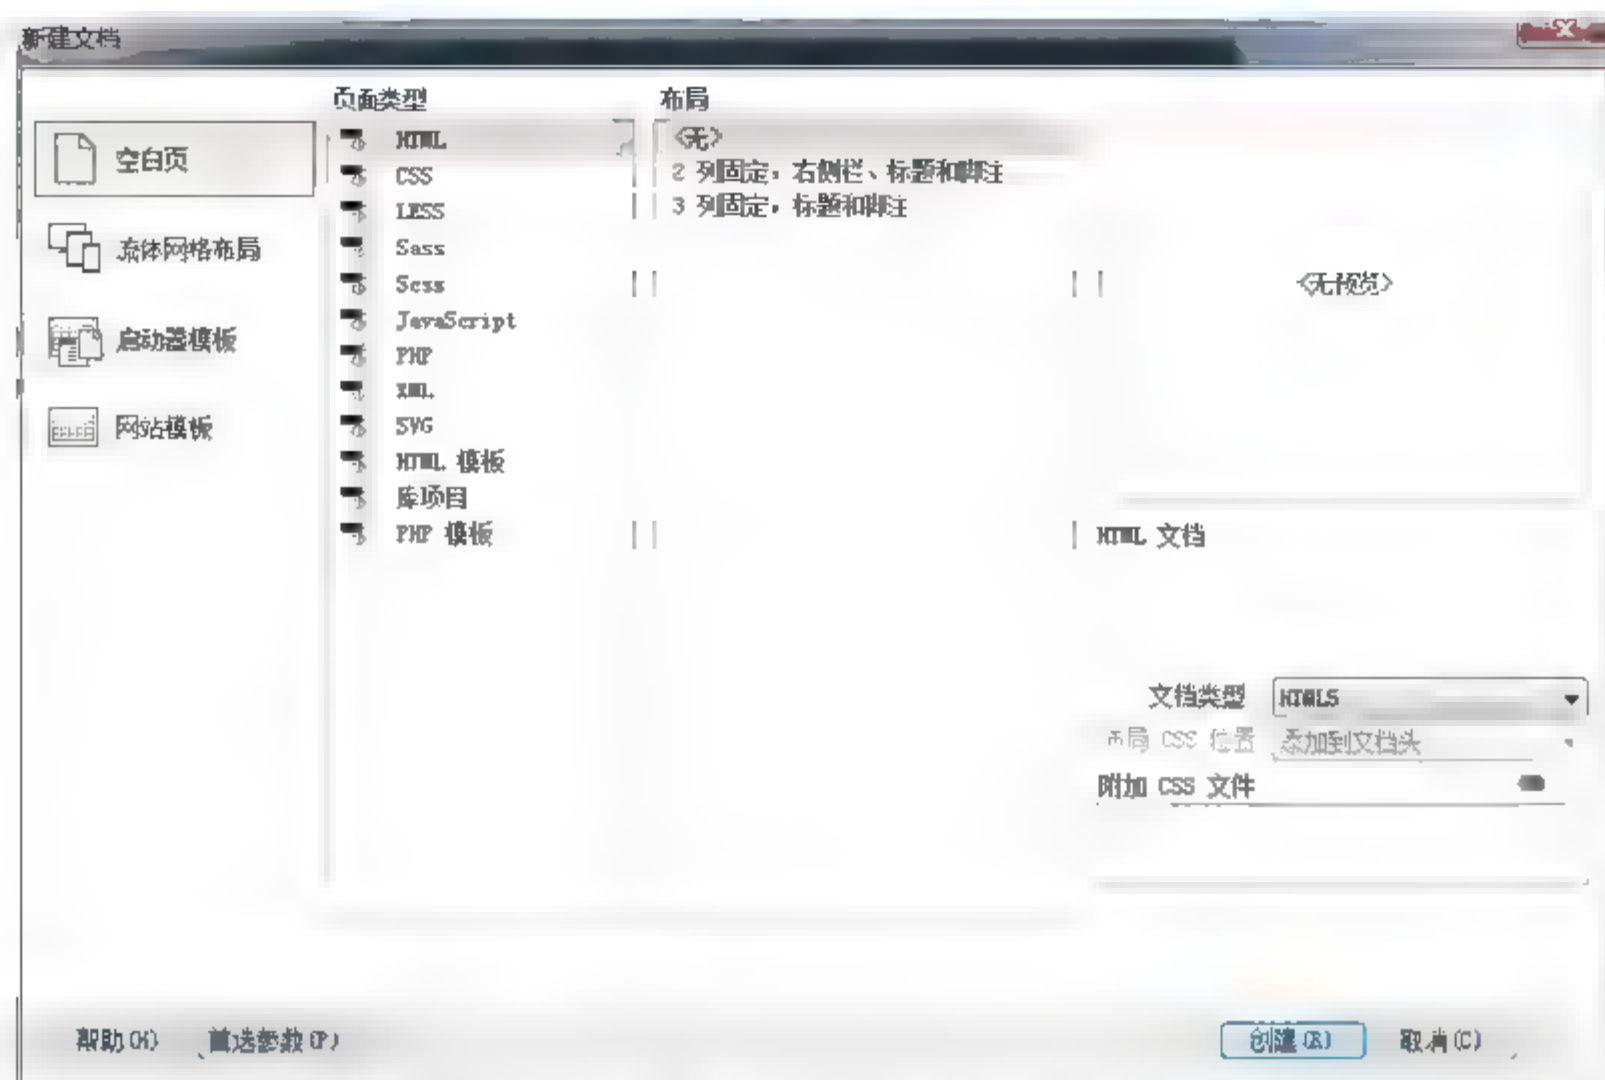 新建文档
页面类型
布局
空白页
流体网格布局
启动器模板
网站模板
HTML
CSS
LESS
Sass
Scss
JavaScript
PHP
XML
SVG
HTML 模板
库项目
PHP 模板
<无>
2 列固定，右侧栏、标题和脚注
3 列固定，标题和脚注
<无预览>
HTML 文档
文档类型 HTML5
布局 CSS 位置 添加到文档头
附加 CSS 文件
帮助(H) 首选参数(P) 创建(R) 取消(C)